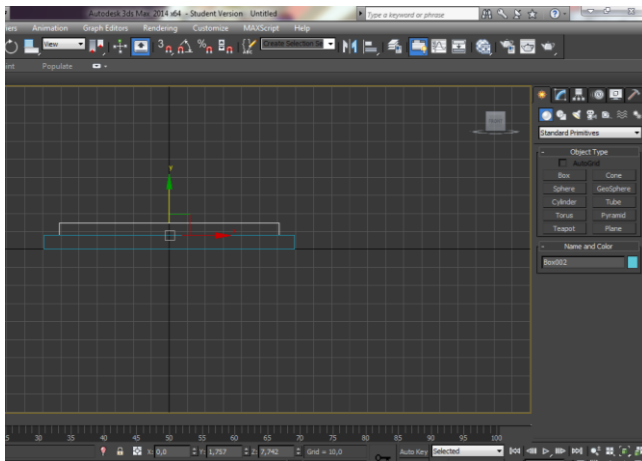 Autodesk 3ds Max 2014 x64 - Student Version Untitled
Type a keyword or phrase
Animation Graph Editors Rendering Customize MAXScript Help
View
Create Selection Se
Populate
FRONT
Y
Standard Primitives
- Object Type
AutoGrid
Box Cone
Sphere GeoSphere
Cylinder Tube
Torus Pyramid
Teapot Plane
- Name and Color
Box002
30 35 40 45 50 55 60 65 70 75 80 85 90 95 100
X: 0,0 Y: 1,757 Z: 7,742 Grid = 10,0 Auto Key Selected